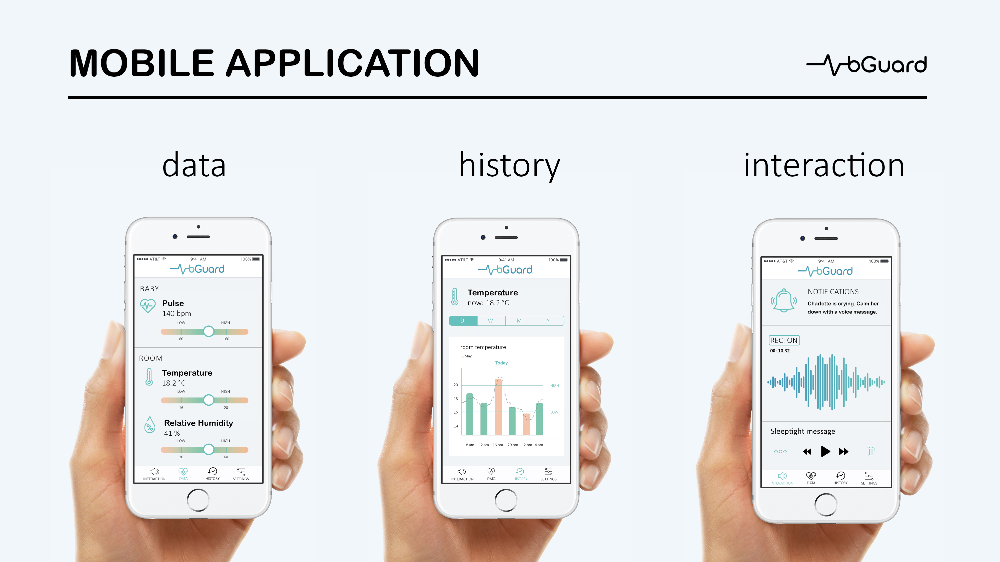 MOBILE APPLICATION
bGuard
data
history
interaction
AT&T 9:41 AM 100%
bGuard
BABY
Pulse
140 bpm
LOW HIGH
80 160
ROOM
Temperature
18.2 °C
LOW HIGH
16 20
%
Relative Humidity
41 %
LOW HIGH
30 60
INTERACTION DATA HISTORY SETTINGS
AT&T 9:41 AM 100%
bGuard
Temperature
now: 18.2 °C
D W M Y
room temperature
3 May
Today
20 HIGH
18
16 LOW
14
8 am 12 am 16 pm 20 pm 12 pm 4 am
INTERACTION DATA HISTORY SETTINGS
AT&T 9:41 AM 100%
bGuard
NOTIFICATIONS
Charlotte is crying. Calm her
down with a voice message.
REC: ON
00: 10,32
Sleeptight message
INTERACTION DATA HISTORY SETTINGS